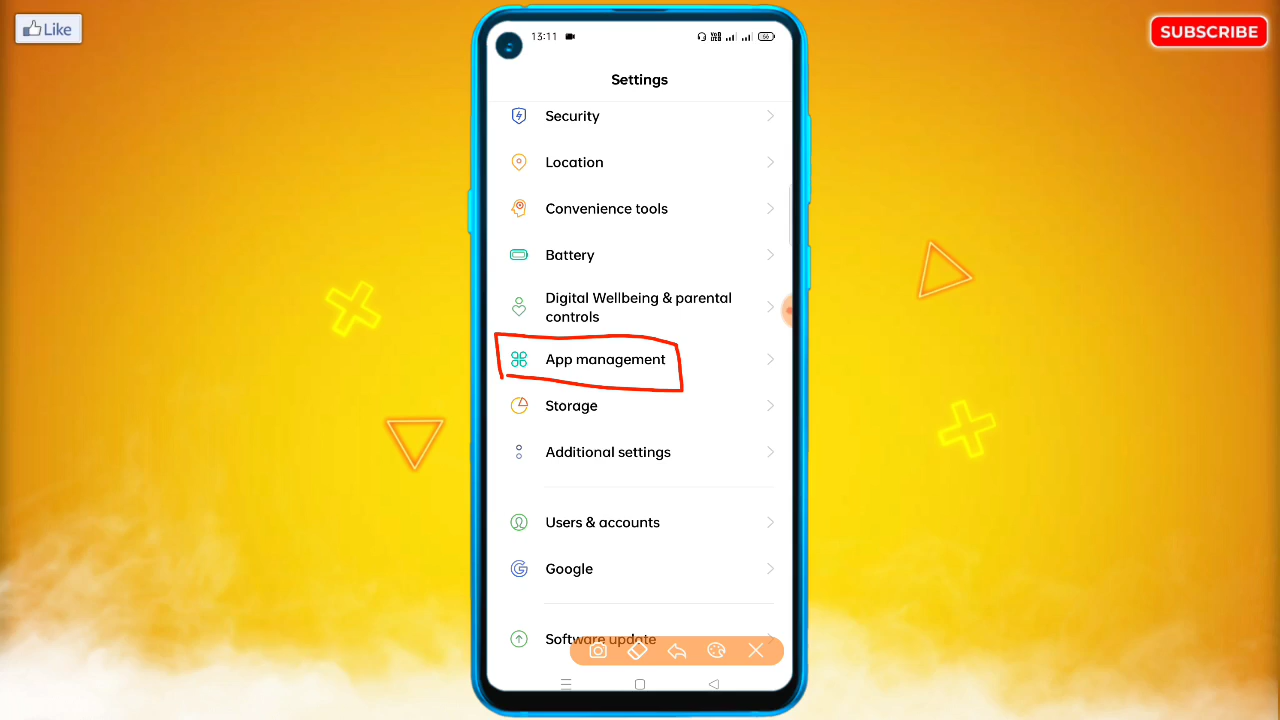 Like
SUBSCRIBE
13:11
56
Settings
Security
Location
Convenience tools
Battery
Digital Wellbeing & parental
controls
App management
Storage
Additional settings
Users & accounts
Google
Software update